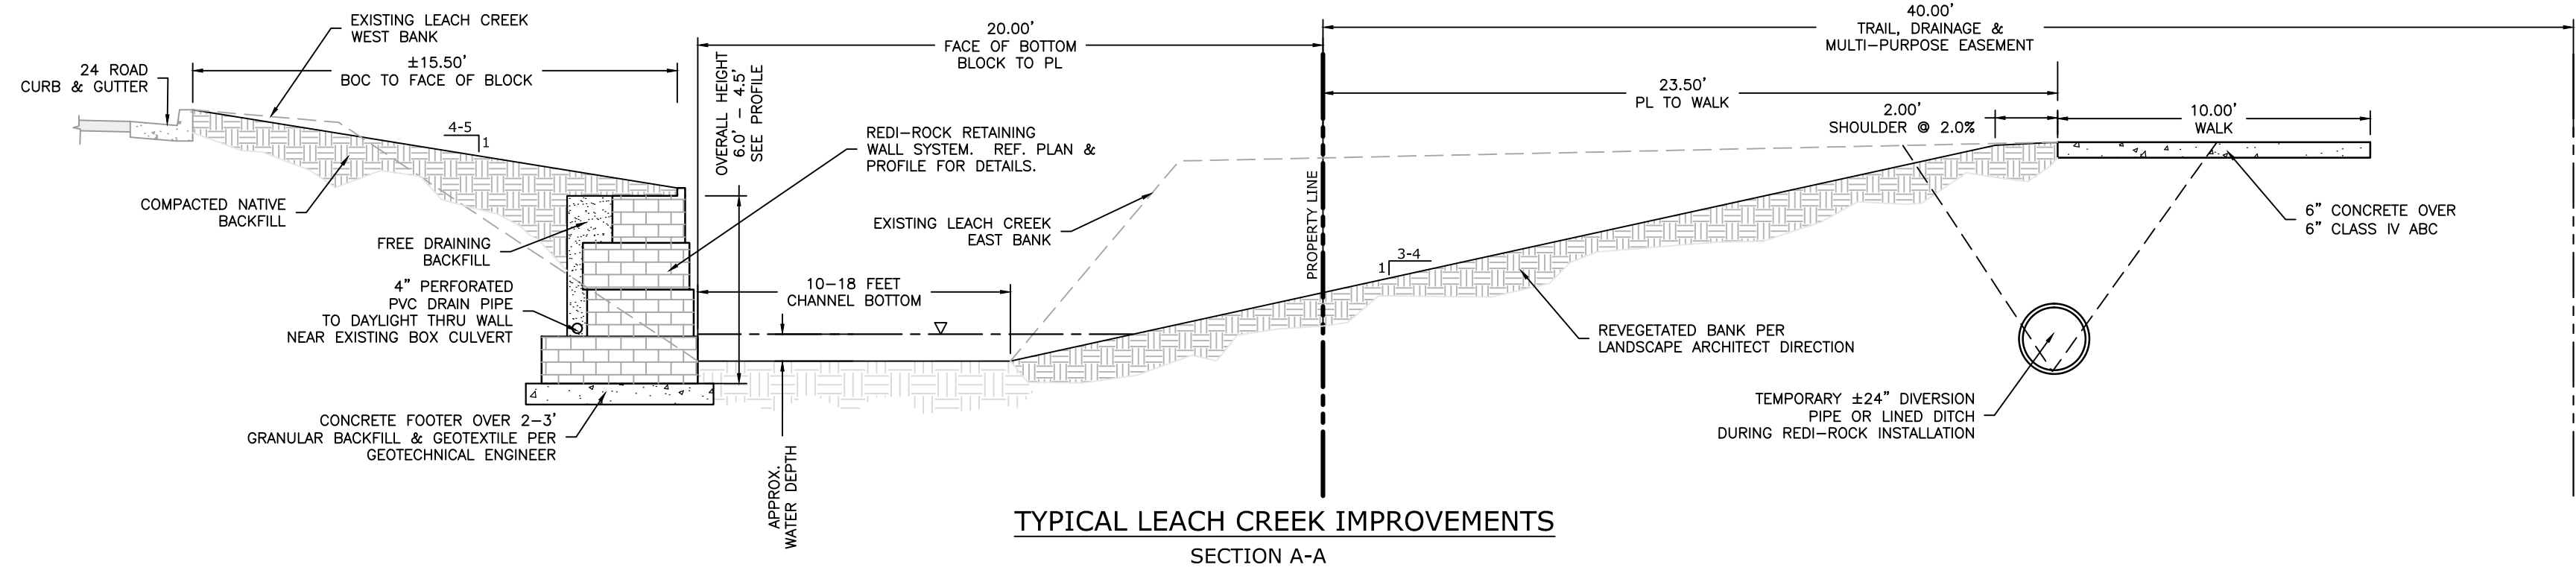 EXISTING LEACH CREEK
WEST BANK
24 ROAD
CURB & GUTTER
±15.50'
BOC TO FACE OF BLOCK
4-5
1
COMPACTED NATIVE
BACKFILL
FREE DRAINING
BACKFILL
4" PERFORATED
PVC DRAIN PIPE
TO DAYLIGHT THRU WALL
NEAR EXISTING BOX CULVERT
CONCRETE FOOTER OVER 2-3'
GRANULAR BACKFILL & GEOTEXTILE PER
GEOTECHNICAL ENGINEER
OVERALL HEIGHT
6.0' - 4.5'
SEE PROFILE
20.00'
FACE OF BOTTOM
BLOCK TO PL
REDI-ROCK RETAINING
WALL SYSTEM. REF. PLAN &
PROFILE FOR DETAILS.
EXISTING LEACH CREEK
EAST BANK
10-18 FEET
CHANNEL BOTTOM
APPROX.
WATER DEPTH
PROPERTY LINE
40.00'
TRAIL, DRAINAGE &
MULTI-PURPOSE EASEMENT
23.50'
PL TO WALK
2.00'
SHOULDER @ 2.0%
10.00'
WALK
3-4
1
6" CONCRETE OVER
6" CLASS IV ABC
REVEGETATED BANK PER
LANDSCAPE ARCHITECT DIRECTION
TEMPORARY ±24" DIVERSION
PIPE OR LINED DITCH
DURING REDI-ROCK INSTALLATION
TYPICAL LEACH CREEK IMPROVEMENTS
SECTION A-A